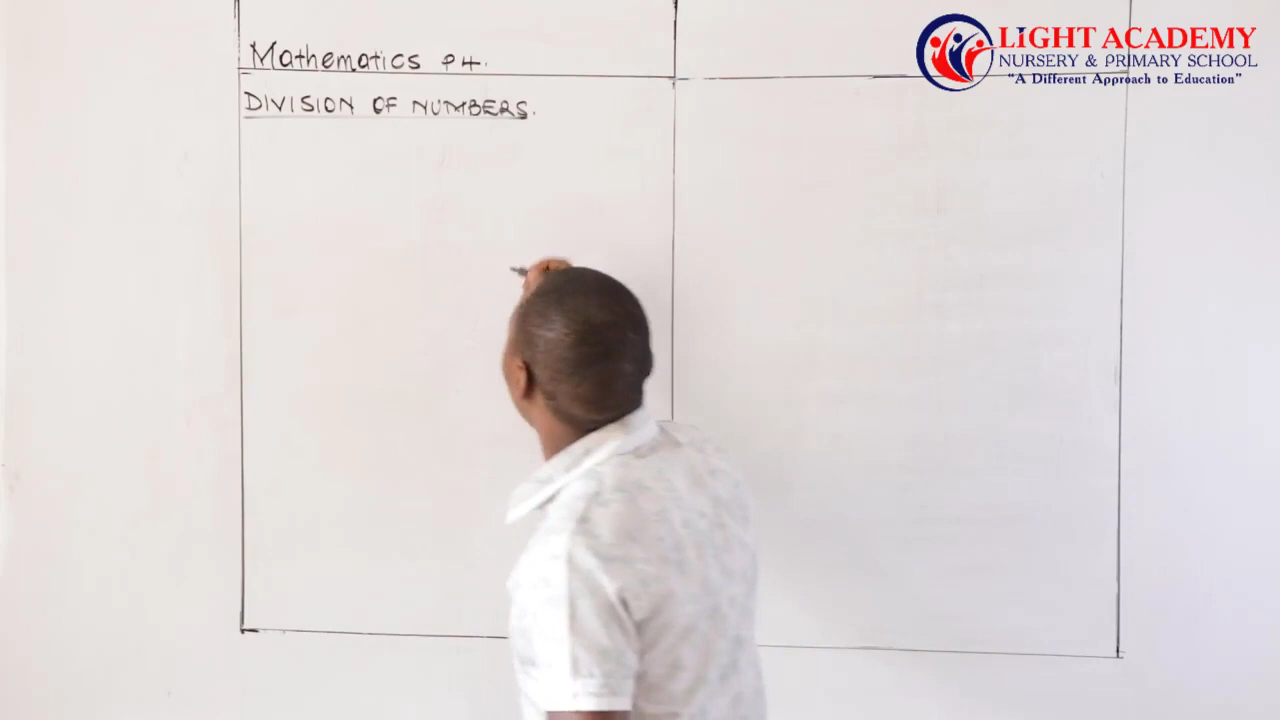 Mathematics P4.
DIVISION OF NUMBERS.
LIGHT ACADEMY
NURSERY & PRIMARY SCHOOL
"A Different Approach to Education"